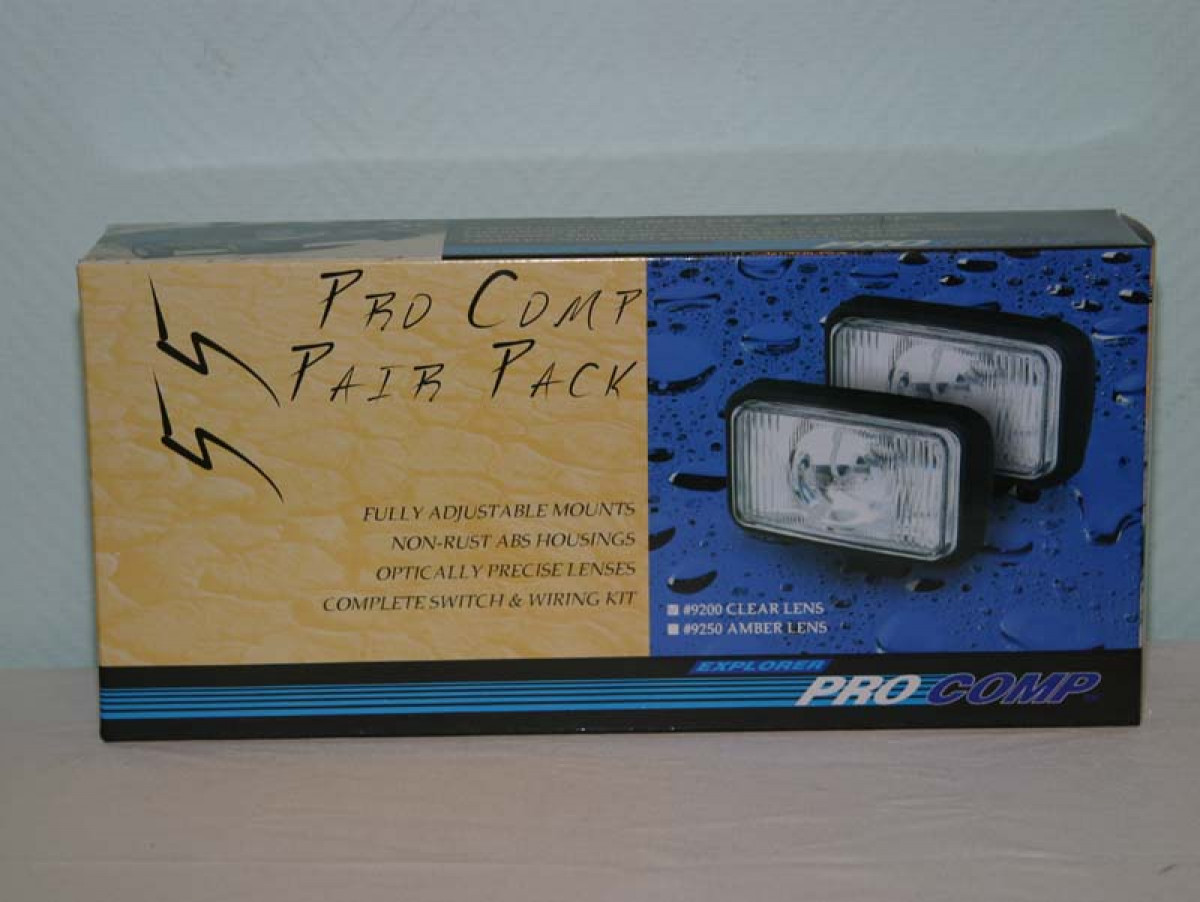 PRO
PRO COMP
PAIR PACK
FULLY ADJUSTABLE MOUNTS
NON-RUST ABS HOUSINGS
OPTICALLY PRECISE LENSES
COMPLETE SWITCH & WIRING KIT
#9200 CLEAR LENS
#9250 AMBER LENS
EXPLORER
PRO COMP